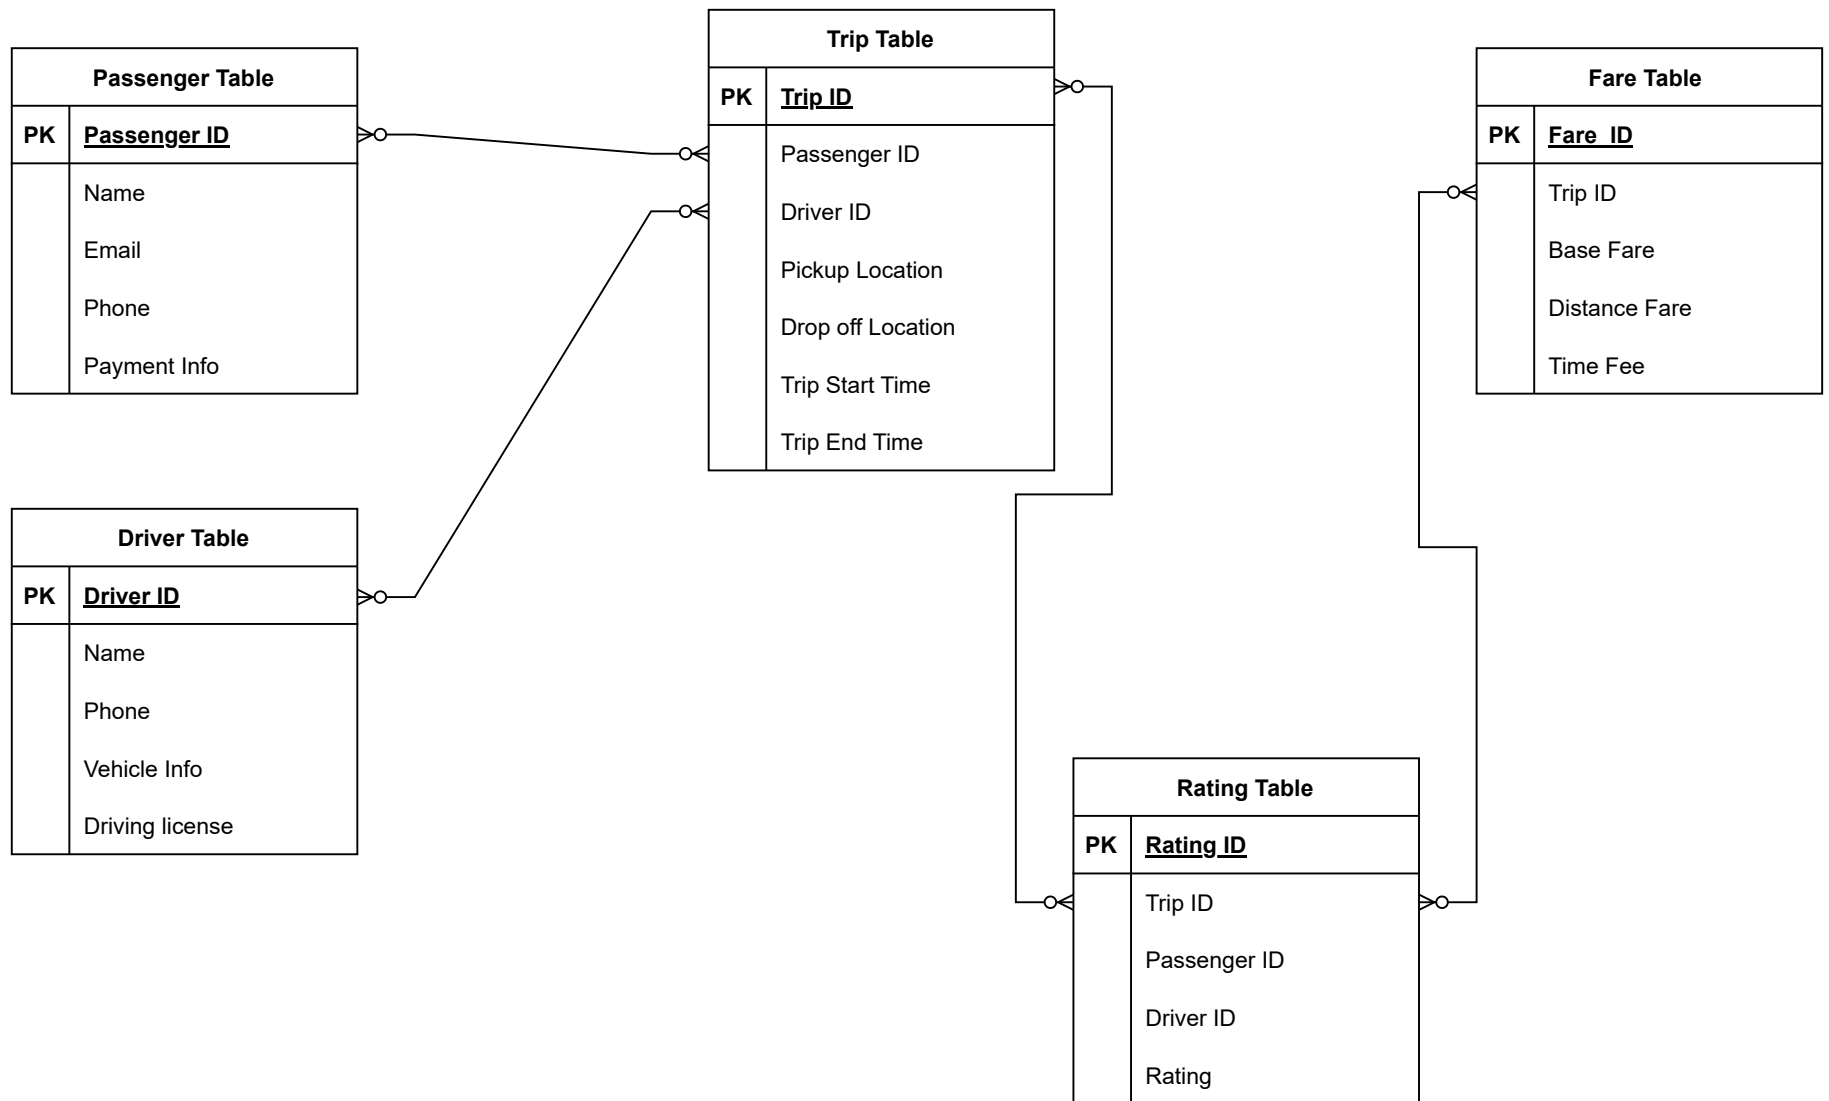 Passenger Table
PK Passenger ID
Name
Email
Phone
Payment Info
Driver Table
PK Driver ID
Name
Phone
Vehicle Info
Driving license
Trip Table
PK Trip ID
Passenger ID
Driver ID
Pickup Location
Drop off Location
Trip Start Time
Trip End Time
Fare Table
PK Fare_ID
Trip ID
Base Fare
Distance Fare
Time Fee
Rating Table
PK Rating ID
Trip ID
Passenger ID
Driver ID
Rating